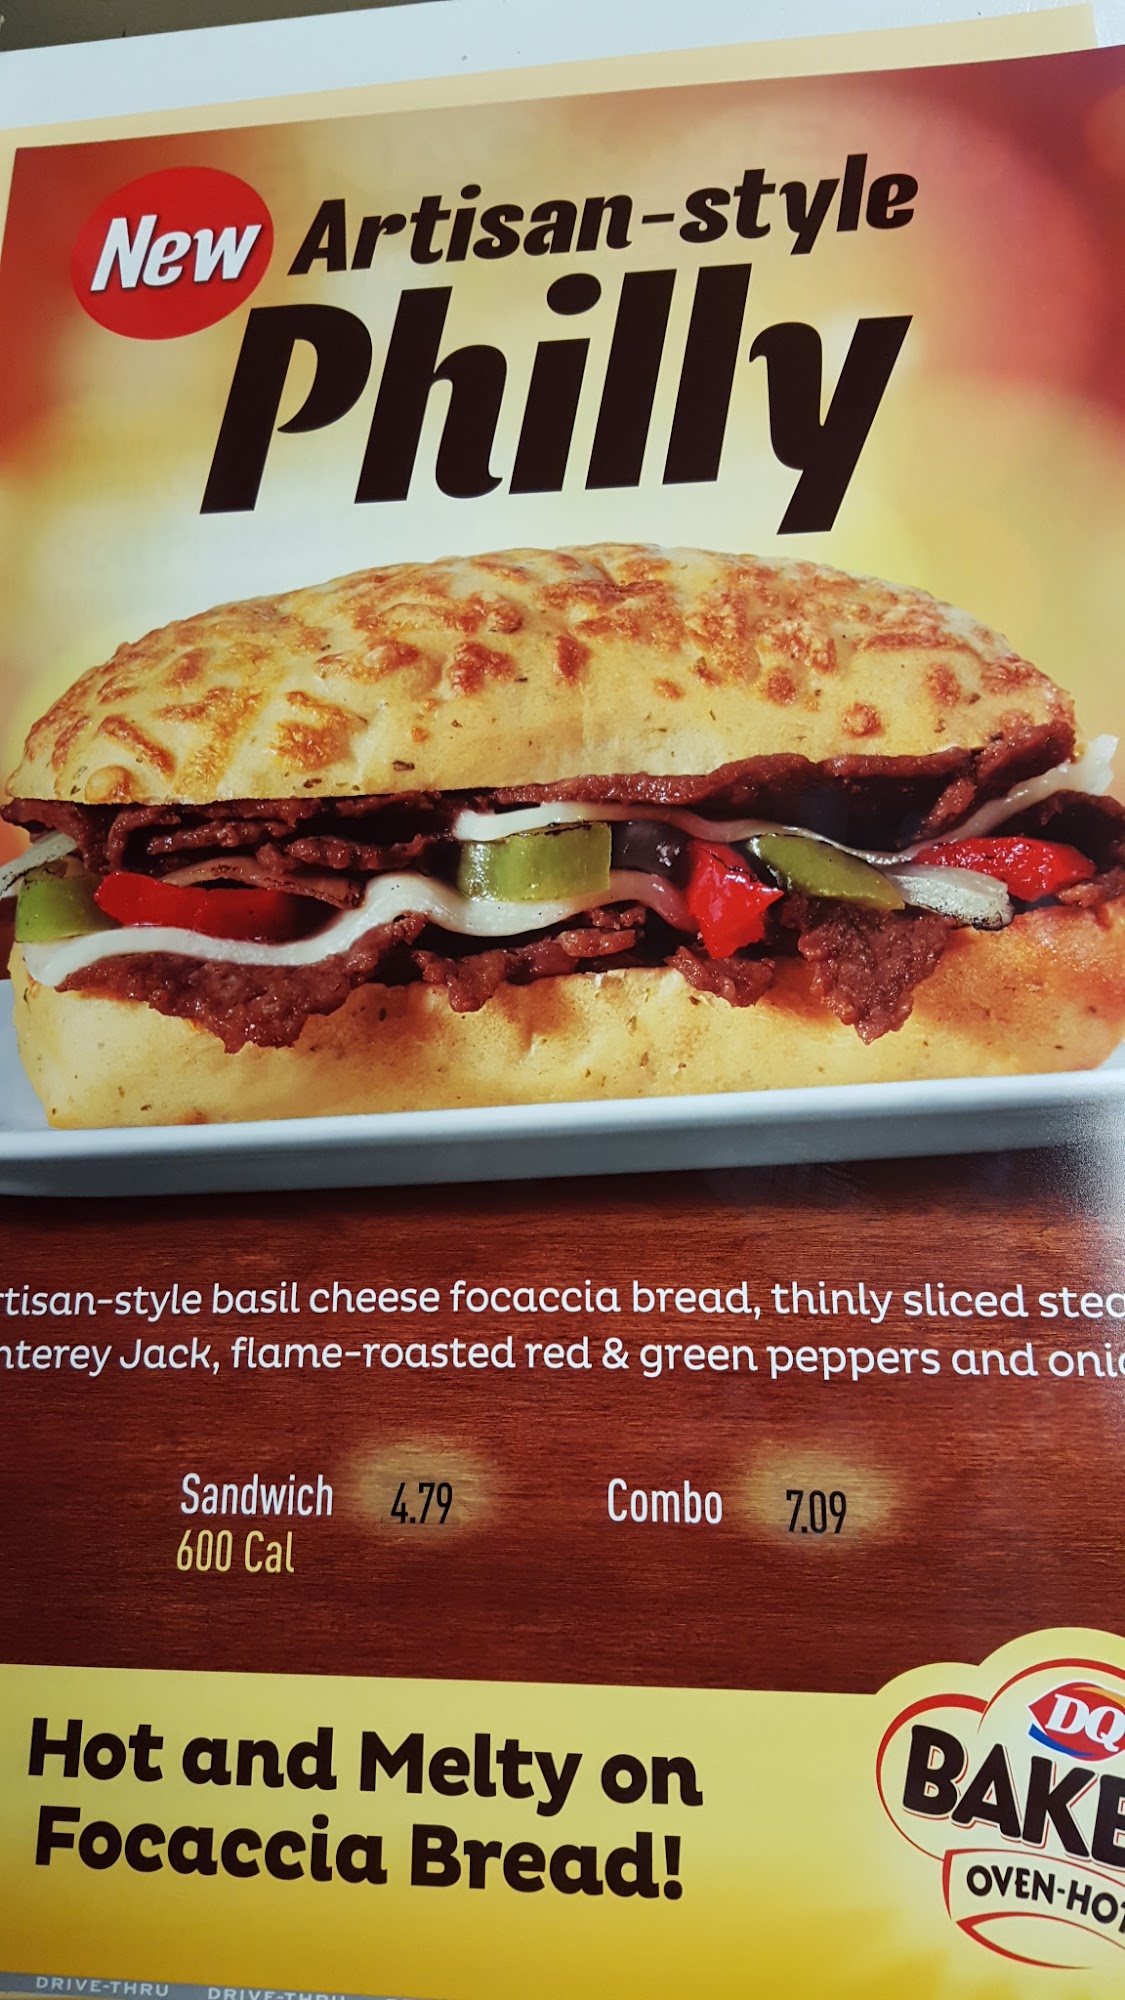 New Artisan-style
Philly
rtisan-style basil cheese focaccia bread, thinly sliced stea
nterey Jack, flame-roasted red & green peppers and onio
Sandwich 4.79 Combo 7.09
600 Cal
Hot and Melty on
Focaccia Bread!
DQ
BAKE
OVEN-HOT
DRIVE-THRU DRIVE-THRU